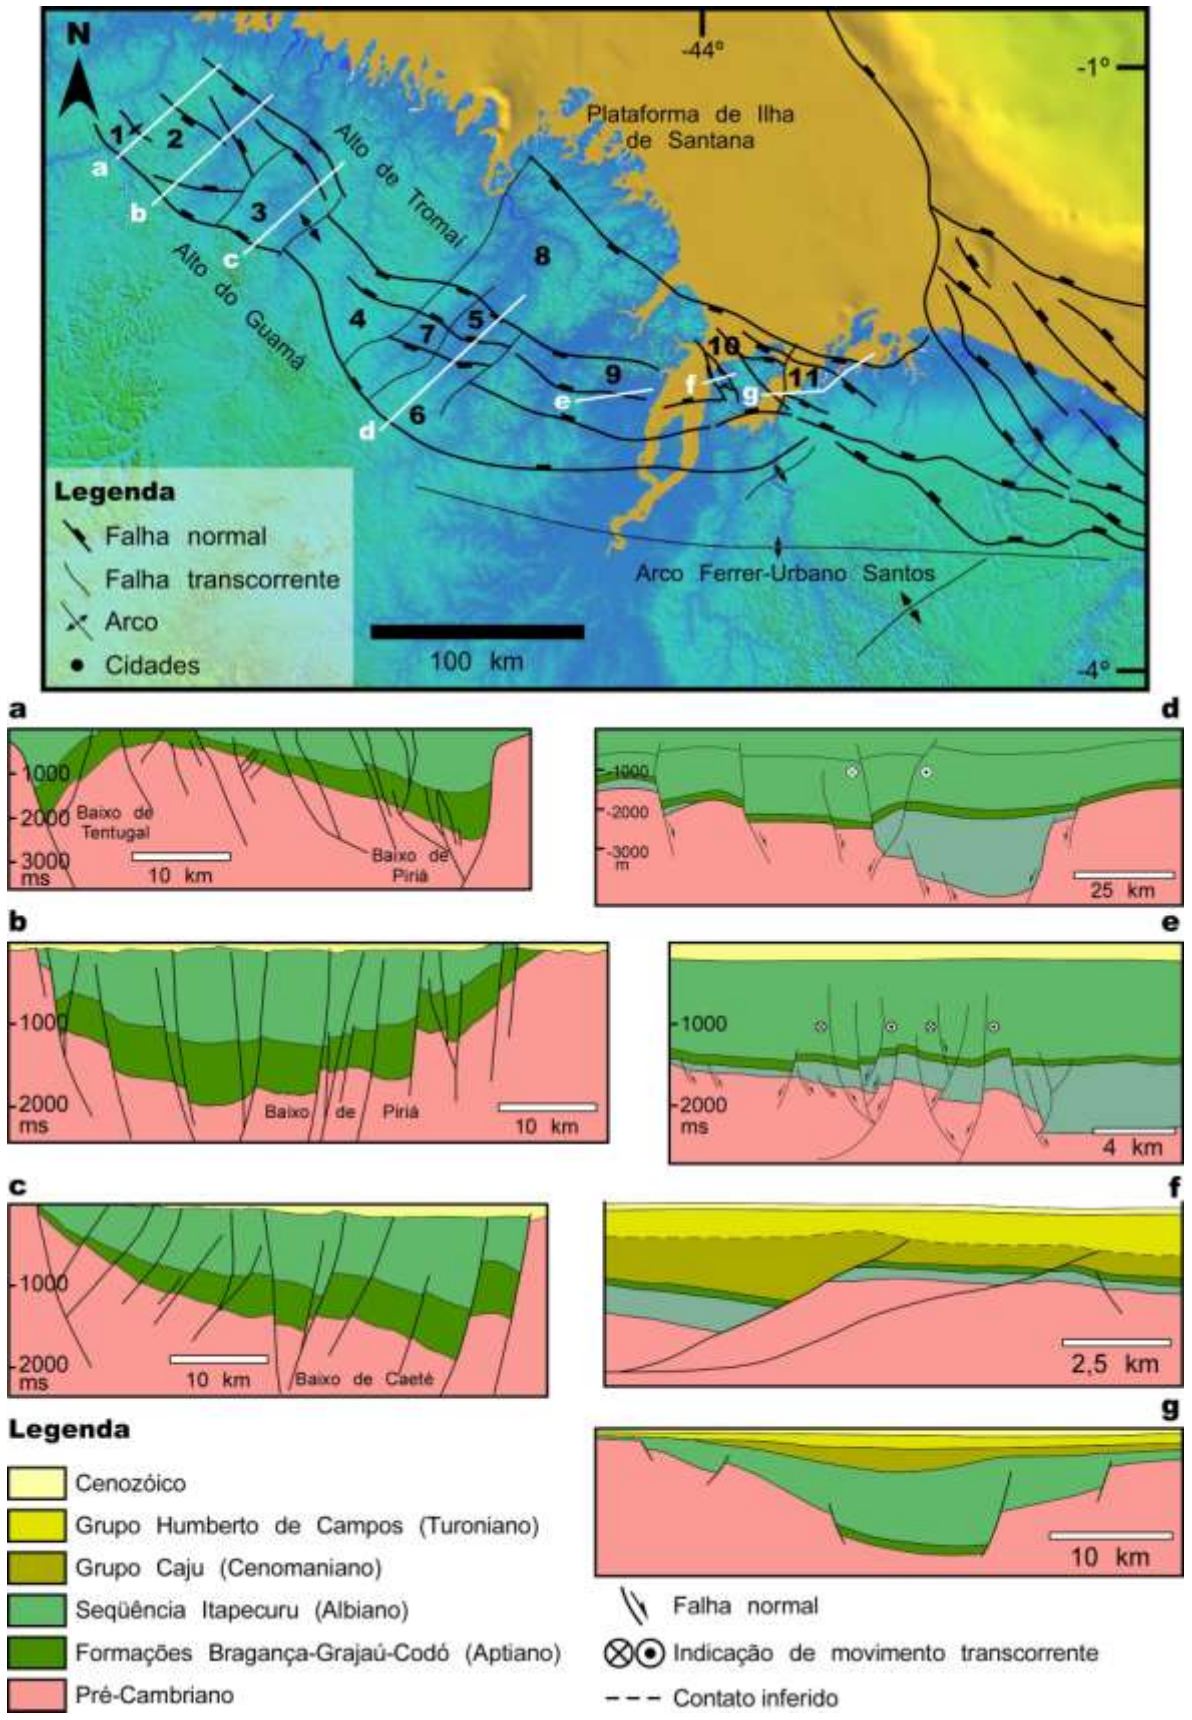 N
-44º
-1º
Plataforma de Ilha
de Santana
Alto de Tromaí
Alto do Guamá
1
2
3
4
5
6
7
8
9
10
11
a
b
c
d
e
f
g
Legenda
Falha normal
Falha transcorrente
Arco
Cidades
100 km
Arco Ferrer-Urbano Santos
-4º
a
1000
2000
3000
ms
Baixo de
Tentugal
10 km
Baixo de
Piriá
d
-1000
-2000
-3000
m
25 km
b
1000
2000
ms
Baixo de Piriá
10 km
e
1000
2000
ms
4 km
c
1000
2000
ms
10 km
Baixo de Caeté
f
2,5 km
g
10 km
Legenda
Cenozóico
Grupo Humberto de Campos (Turoniano)
Grupo Caju (Cenomaniano)
Seqüência Itapecuru (Albiano)
Formações Bragança-Grajaú-Codó (Aptiano)
Pré-Cambriano
Falha normal
Indicação de movimento transcorrente
Contato inferido